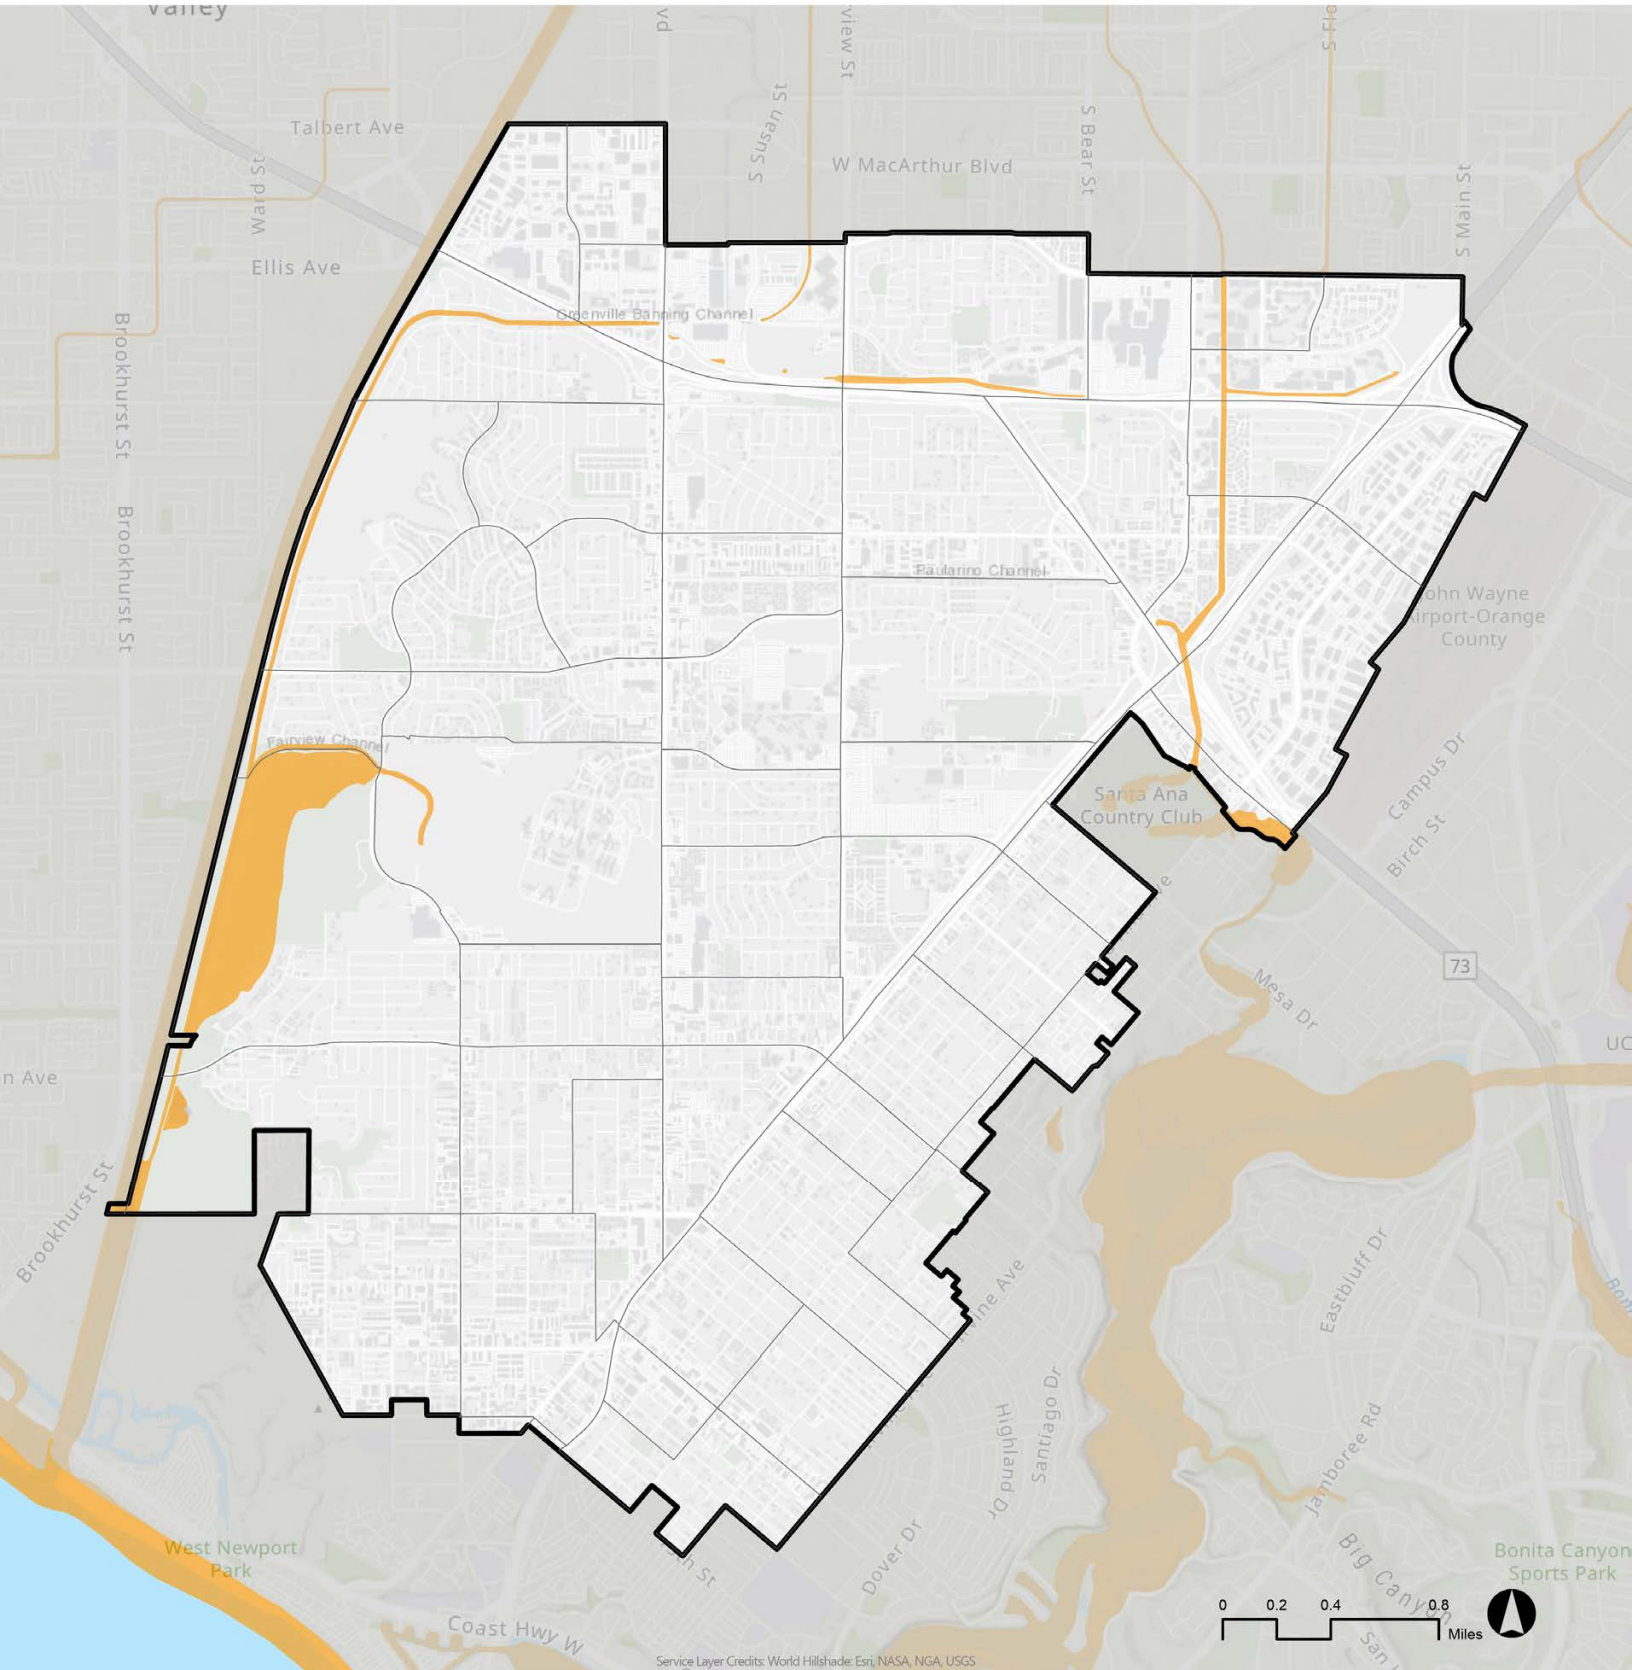 Valley
Talbert Ave
Ward St
S Susan St
W MacArthur Blvd
S Bear St
S Main St
Ellis Ave
Brookhurst St
Greenville Banning Channel
Brookhurst St
Paularino Channel
John Wayne
Airport-Orange
County
Fairview Channel
Santa Ana
Country Club
Campus Dr
Birch St
73
Mesa Dr
UC
n Ave
Brookhurst St
Eastbluff Dr
Santiago Dr
Highland Dr
Jamboree Rd
Dover Dr
West Newport
Park
Big Canyon
Bonita Canyon
Sports Park
Coast Hwy W
0 0.2 0.4 0.8
Miles
Service Layer Credits: World Hillshade: Esri, NASA, NGA, USGS